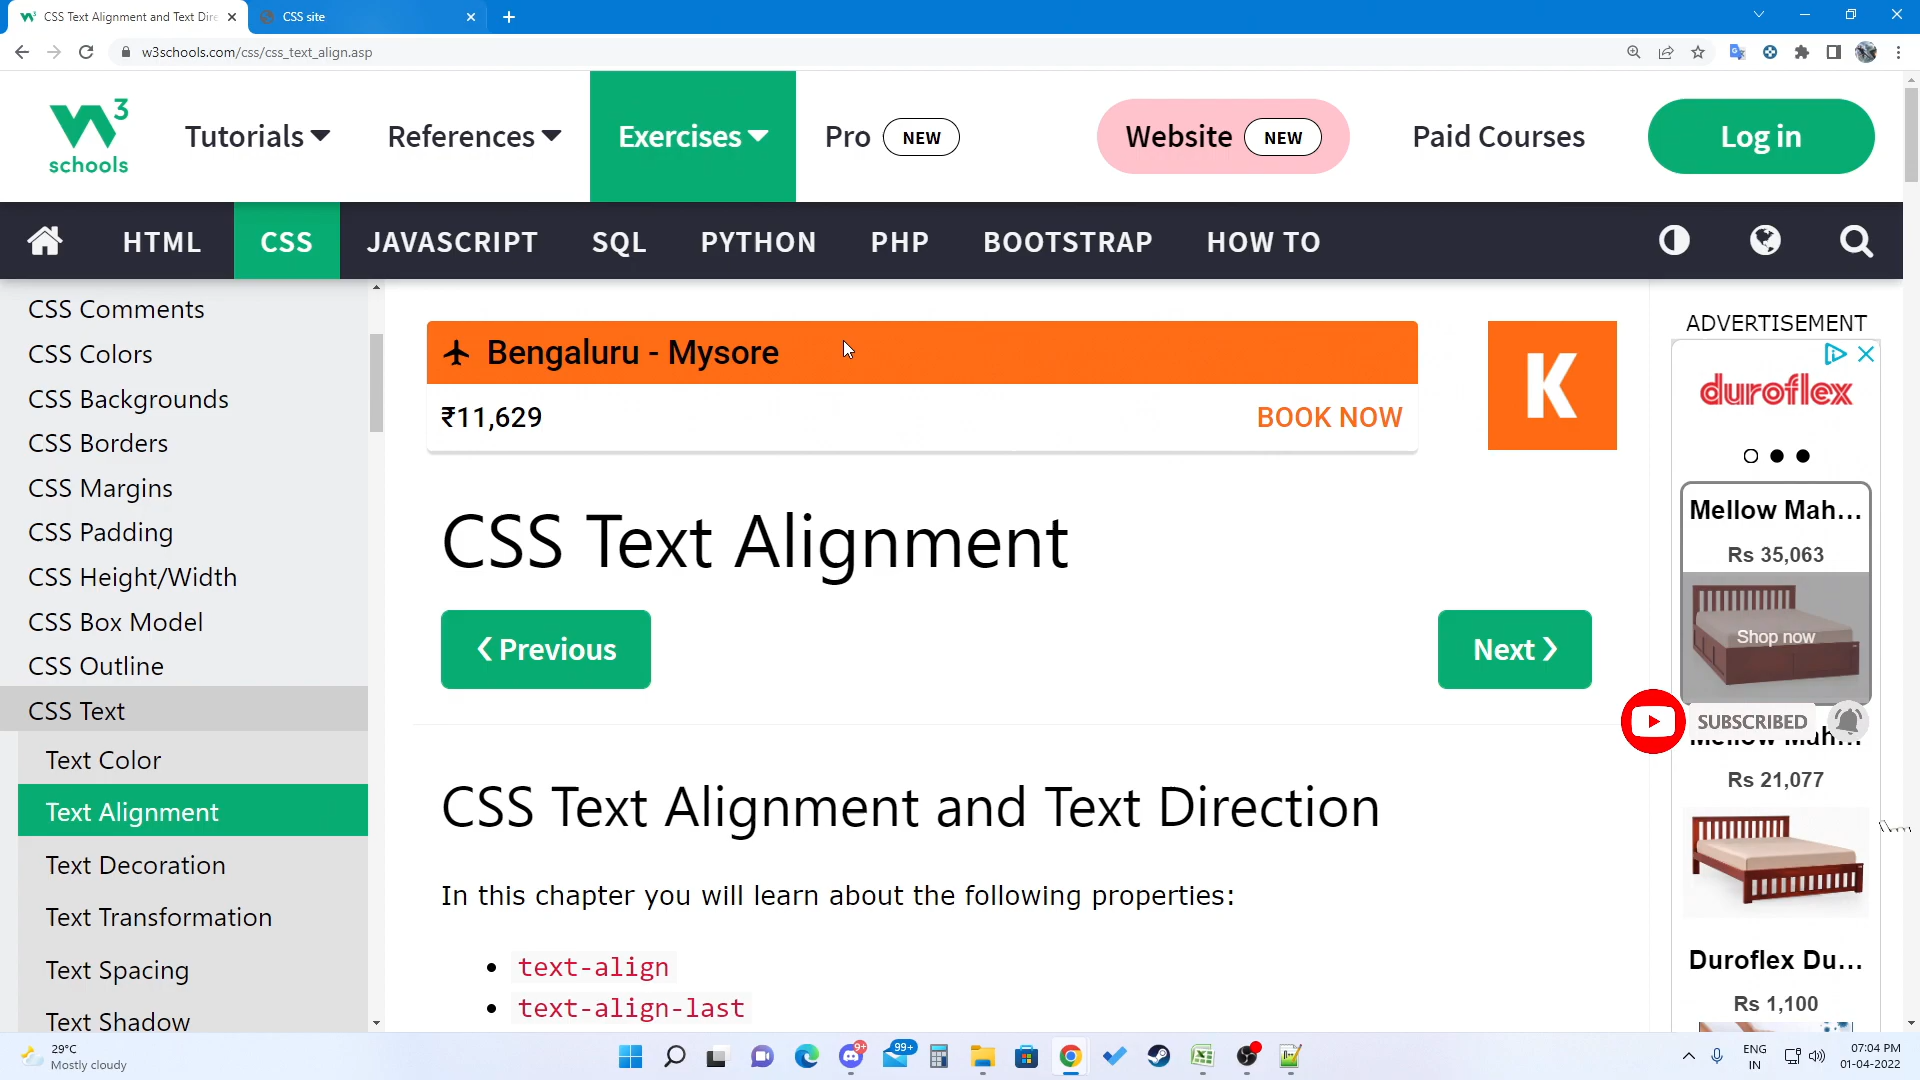 CSS Text Alignment and Text Dire
CSS site
w3schools.com/css/css_text_align.asp
3
schools
Tutorials
References
Exercises
Pro NEW
Website NEW
Paid Courses
Log in
HTML
CSS
JAVASCRIPT
SQL
PYTHON
PHP
BOOTSTRAP
HOW TO
CSS Comments
CSS Colors
CSS Backgrounds
CSS Borders
CSS Margins
CSS Padding
CSS Height/Width
CSS Box Model
CSS Outline
CSS Text
Text Color
Text Alignment
Text Decoration
Text Transformation
Text Spacing
Text Shadow
Bengaluru - Mysore
₹11,629
BOOK NOW
K
CSS Text Alignment
❮ Previous
Next ❯
CSS Text Alignment and Text Direction
In this chapter you will learn about the following properties:
• text-align
• text-align-last
ADVERTISEMENT
duroflex
Mellow Mah...
Rs 35,063
Shop now
SUBSCRIBED
Mellow Mah...
Rs 21,077
Duroflex Du...
Rs 1,100
29°C
Mostly cloudy
9+
99+
ENG
IN
07:04 PM
01-04-2022